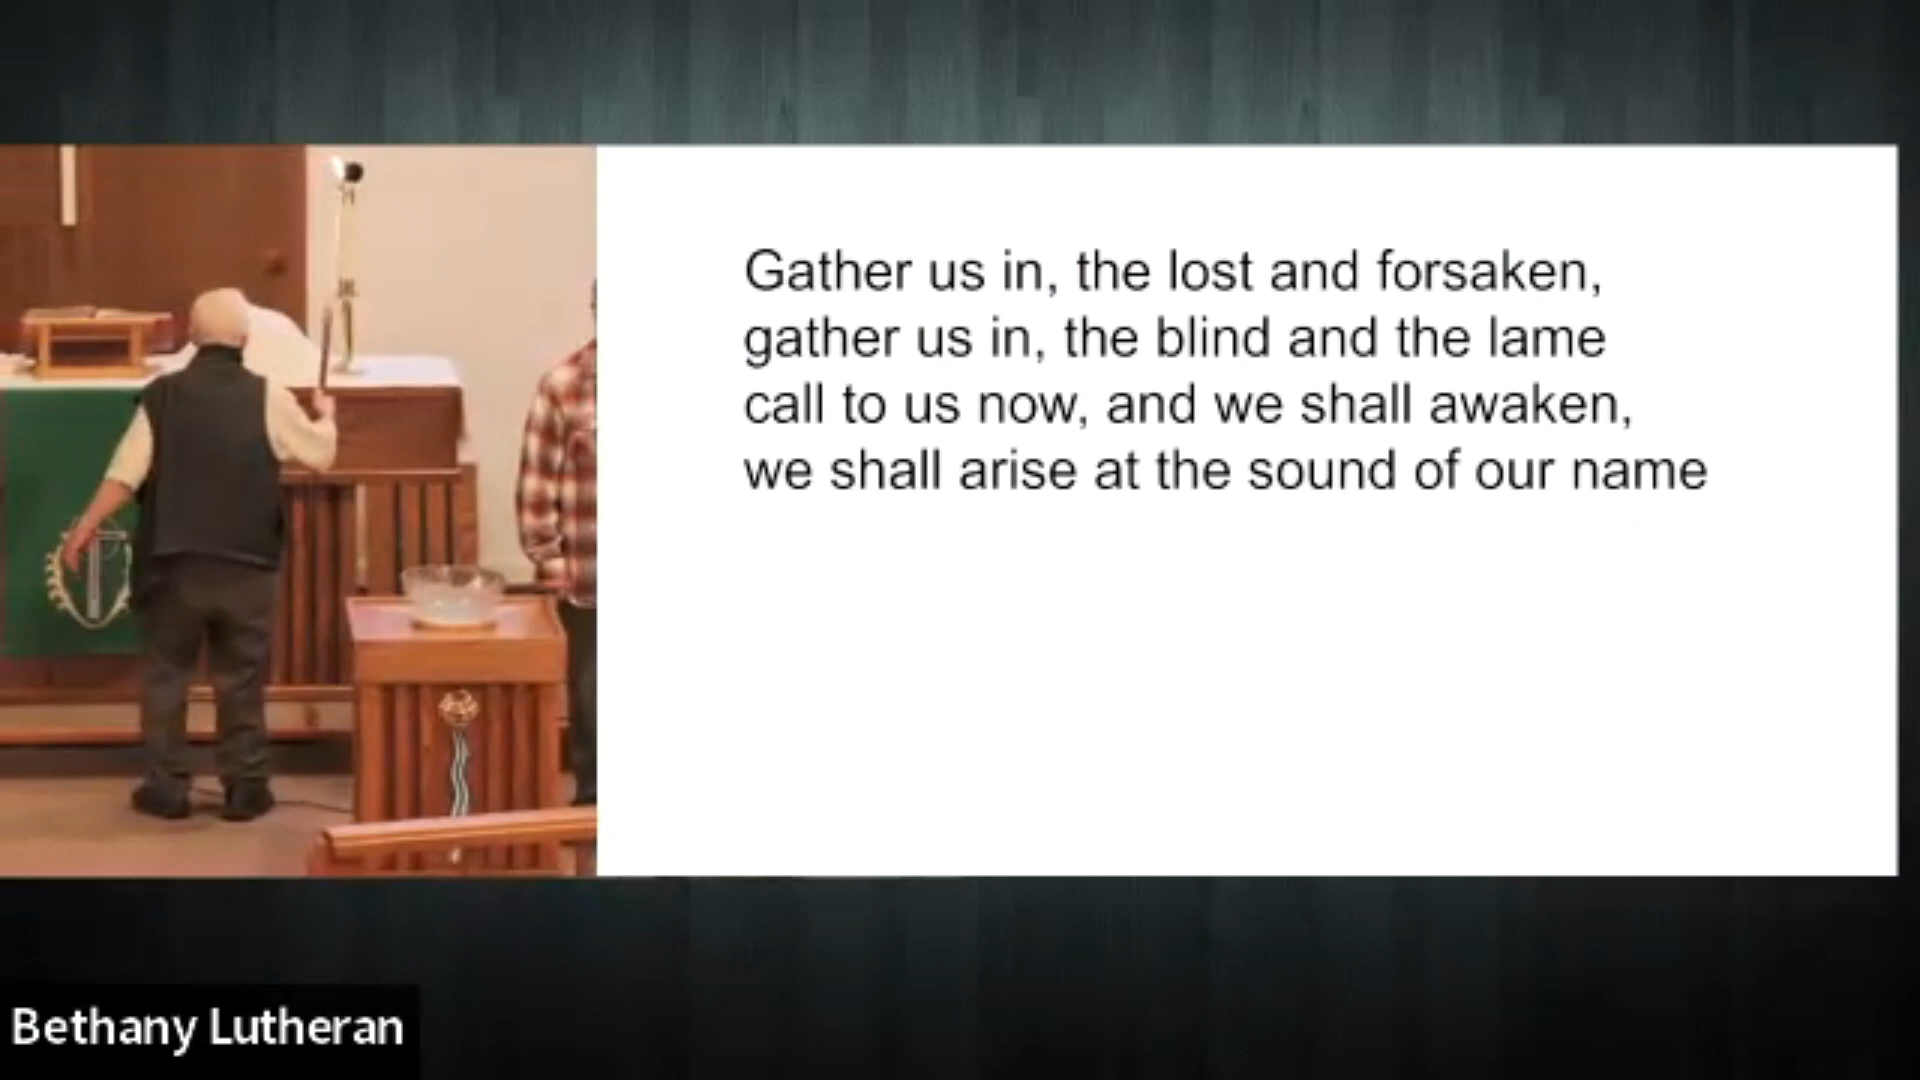 Gather us in, the lost and forsaken,
gather us in, the blind and the lame
call to us now, and we shall awaken,
we shall arise at the sound of our name
Bethany Lutheran